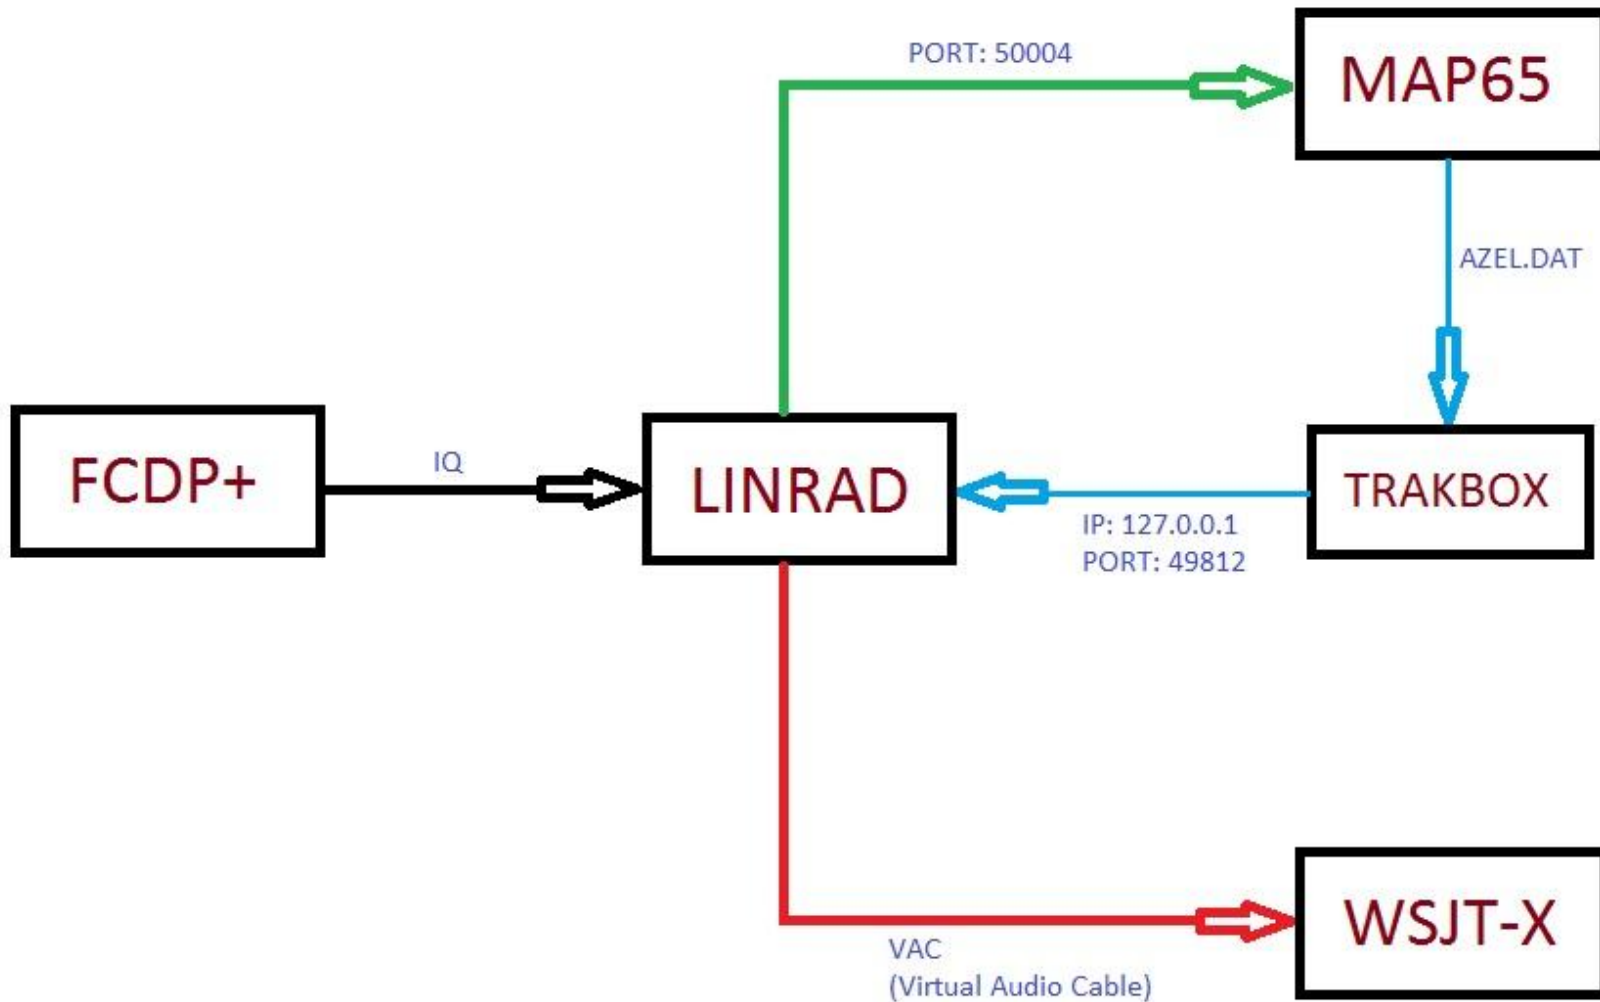 PORT: 50004
MAP65
AZEL.DAT
FCDP+
IQ
LINRAD
TRAKBOX
IP: 127.0.0.1
PORT: 49812
WSJT-X
VAC
(Virtual Audio Cable)